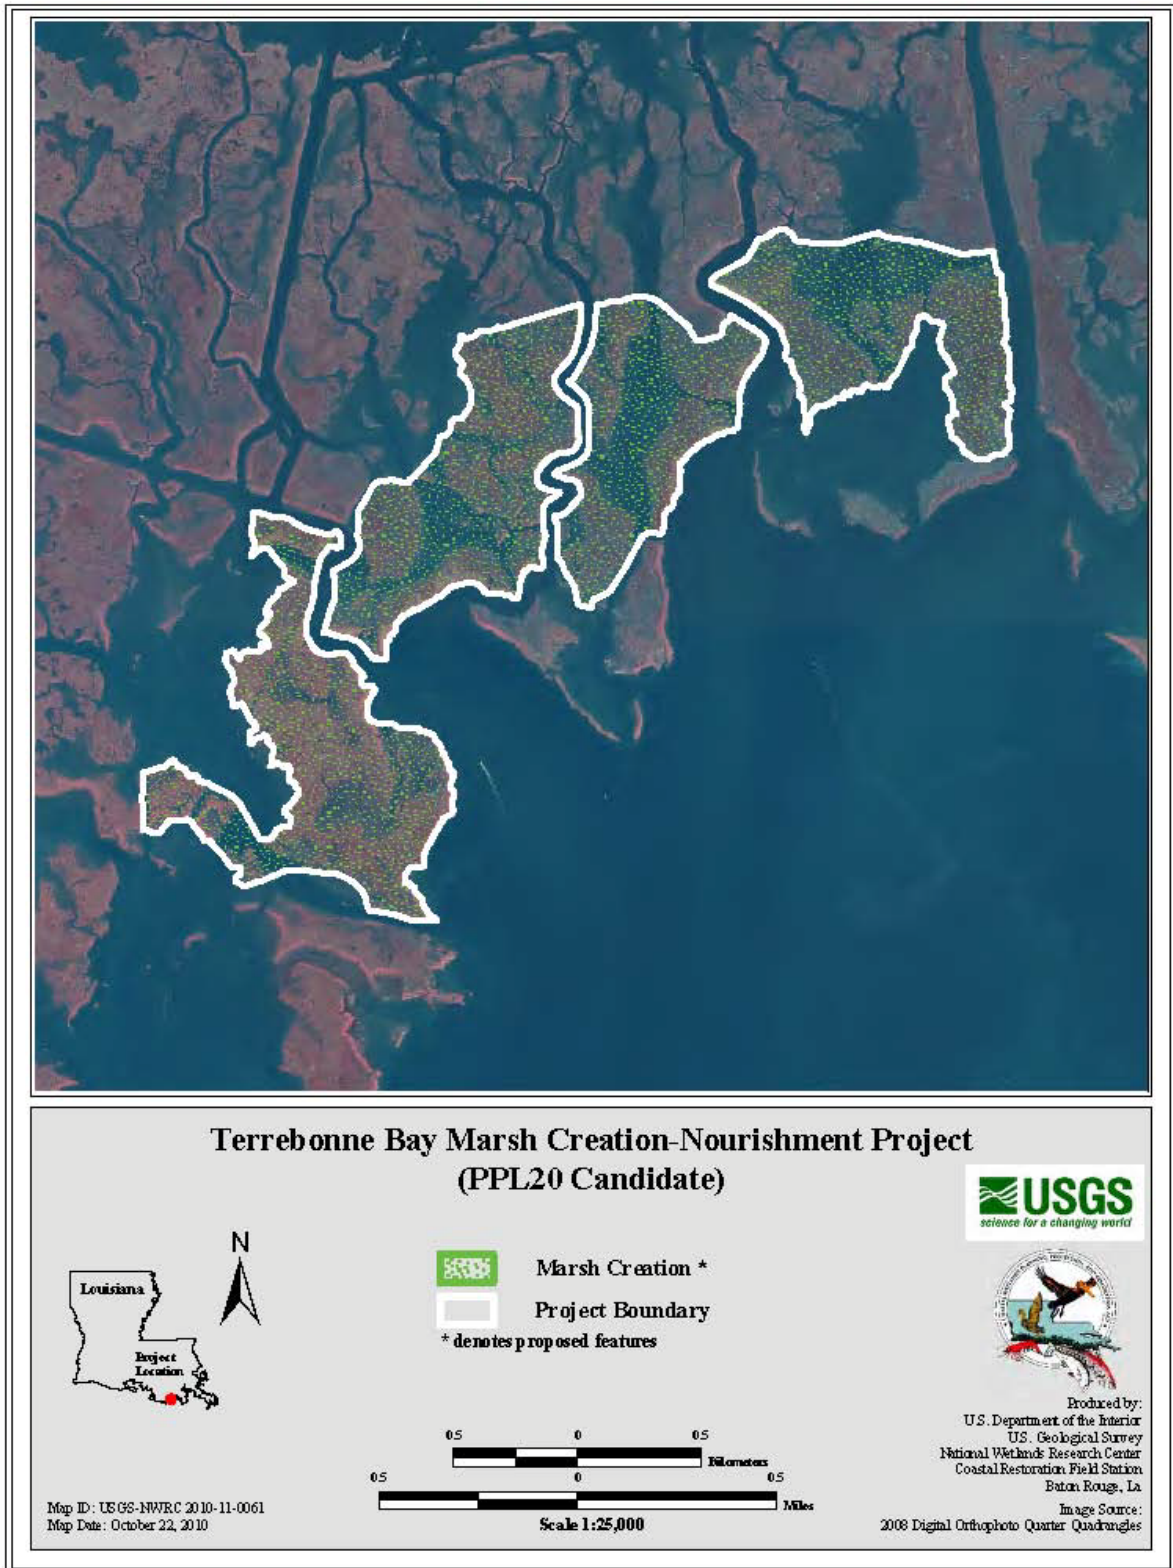 Terrebonne Bay Marsh Creation-Nourishment Project
(PPL20 Candidate)
USGS
science for a changing world
N
Louisiana
Project
Location
Marsh Creation *
Project Boundary
* denotes proposed features
0.5 0 0.5
Kilometers
0.5 0 0.5
Miles
Scale 1:25,000
Map ID: USGS-NWRC 2010-11-0061
Map Date: October 22, 2010
Produced by:
U.S. Department of the Interior
U.S. Geological Survey
National Wetlands Research Center
Coastal Restoration Field Station
Baton Rouge, La
Image Source:
2008 Digital Orthophoto Quarter Quadrangles